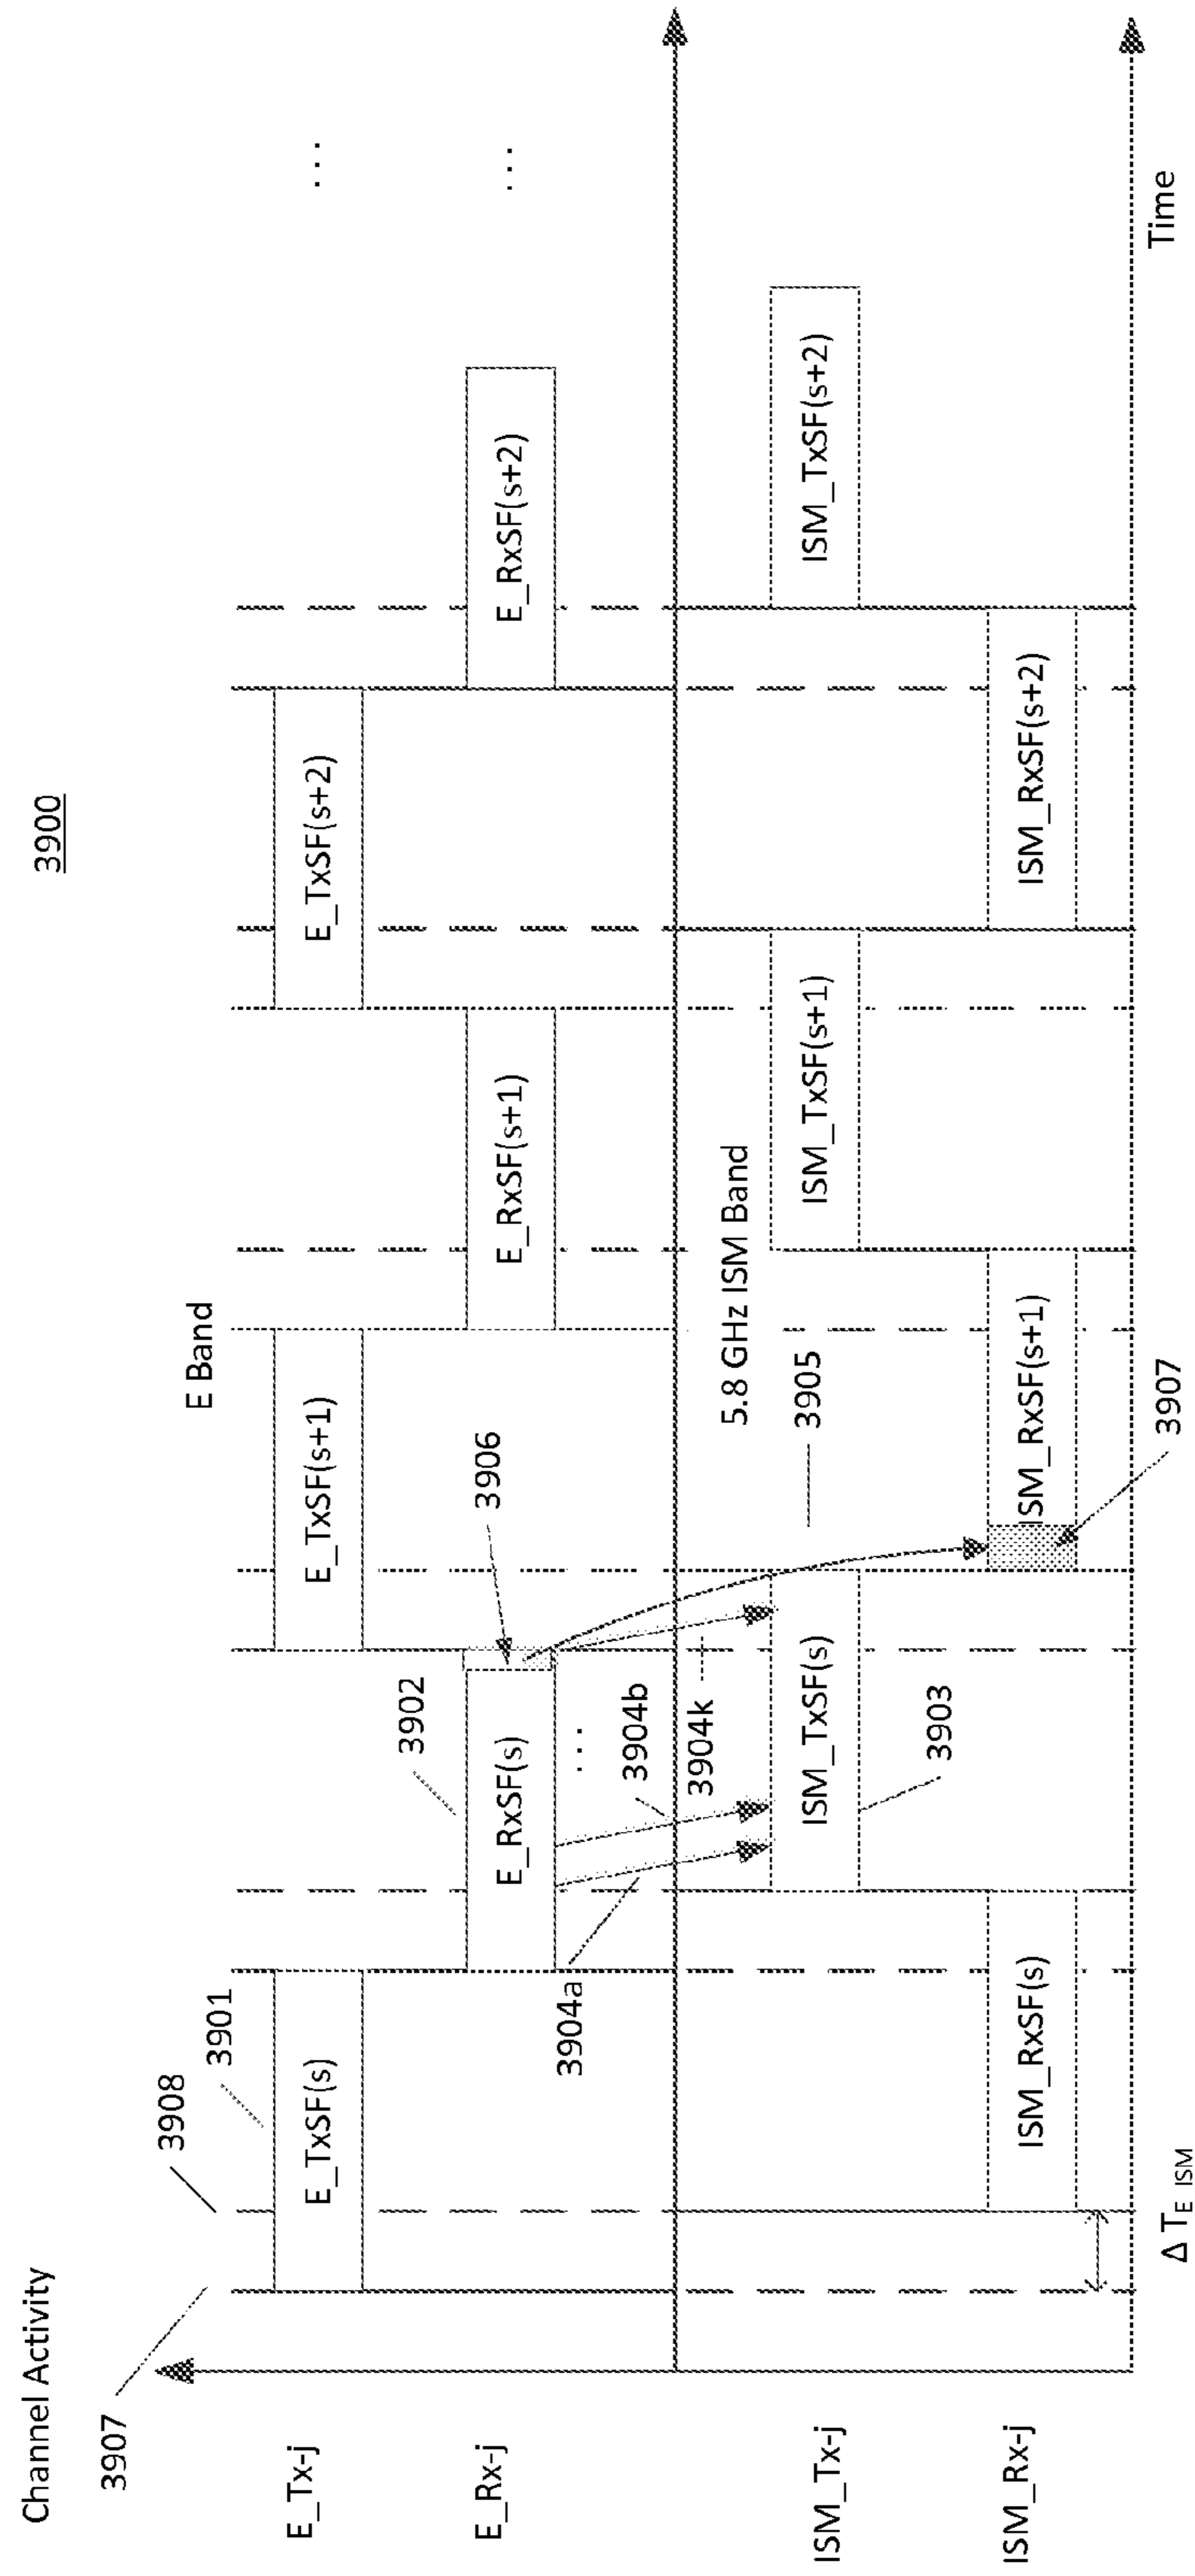 3900
Channel Activity
3907
3908
3901
E Band
E_Tx-j
E_TxSF(s)
E_TxSF(s+1)
E_TxSF(s+2)
...
3902
3906
E_Rx-j
E_RxSF(s)
E_RxSF(s+1)
E_RxSF(s+2)
...
3904a
...
3904b
3904k
5.8 GHz ISM Band
3905
ISM_Tx-j
ISM_TxSF(s)
ISM_TxSF(s+1)
ISM_TxSF(s+2)
3903
ISM_Rx-j
ISM_RxSF(s)
ISM_RxSF(s+1)
ISM_RxSF(s+2)
3907
Δ T E ISM
Time